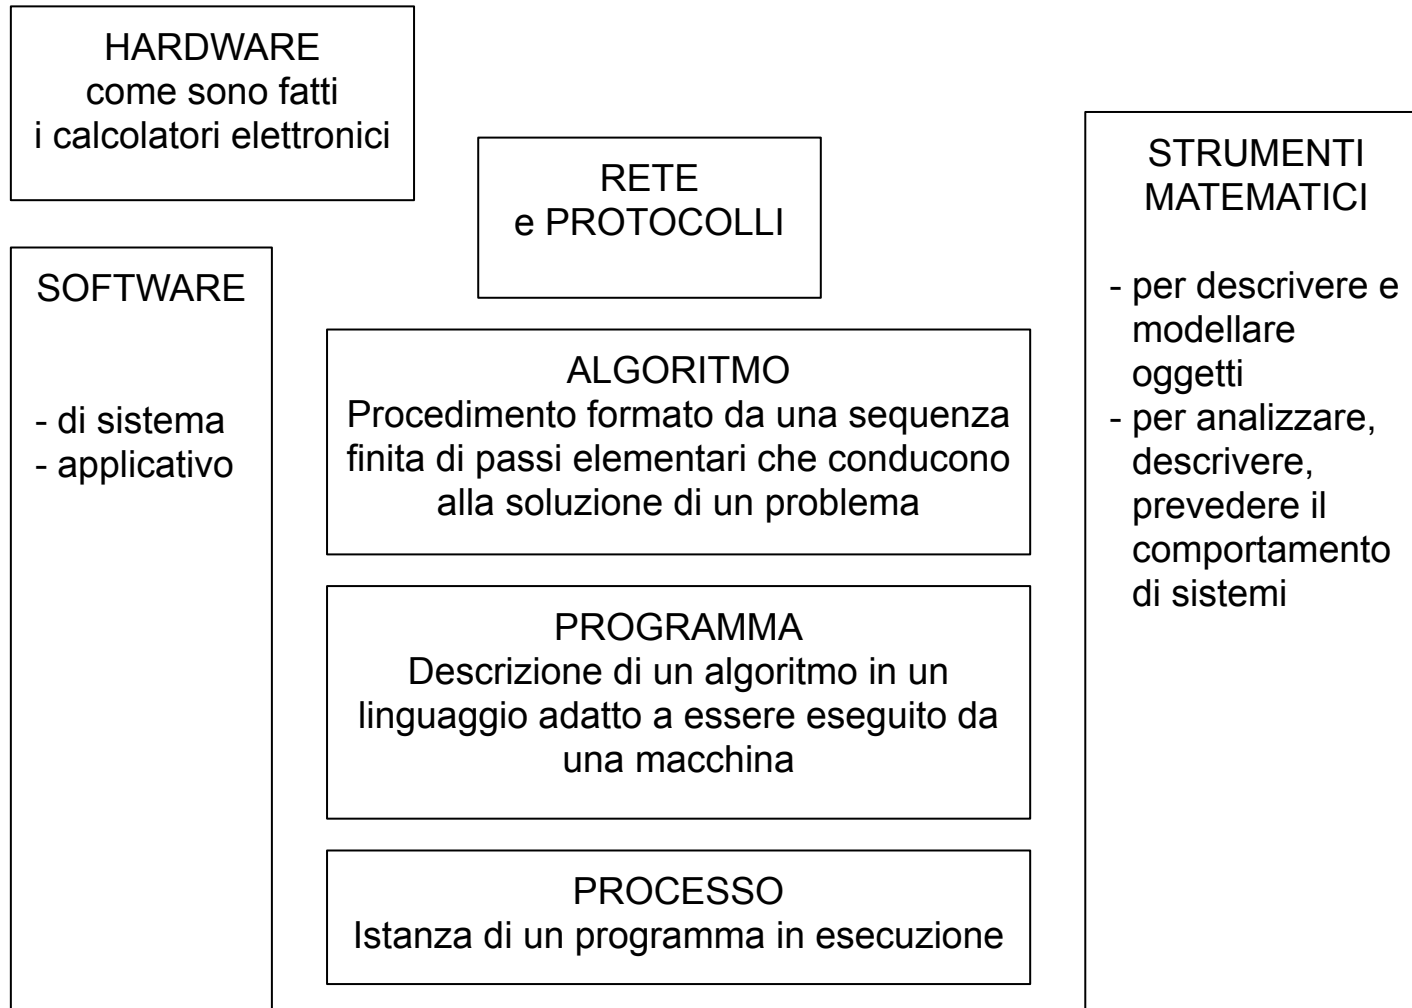 HARDWARE
come sono fatti
i calcolatori elettronici
RETE
e PROTOCOLLI
STRUMENTI
MATEMATICI
- per descrivere e
modellare
oggetti
- per analizzare,
descrivere,
prevedere il
comportamento
di sistemi
SOFTWARE
- di sistema
- applicativo
ALGORITMO
Procedimento formato da una sequenza
finita di passi elementari che conducono
alla soluzione di un problema
PROGRAMMA
Descrizione di un algoritmo in un
linguaggio adatto a essere eseguito da
una macchina
PROCESSO
Istanza di un programma in esecuzione